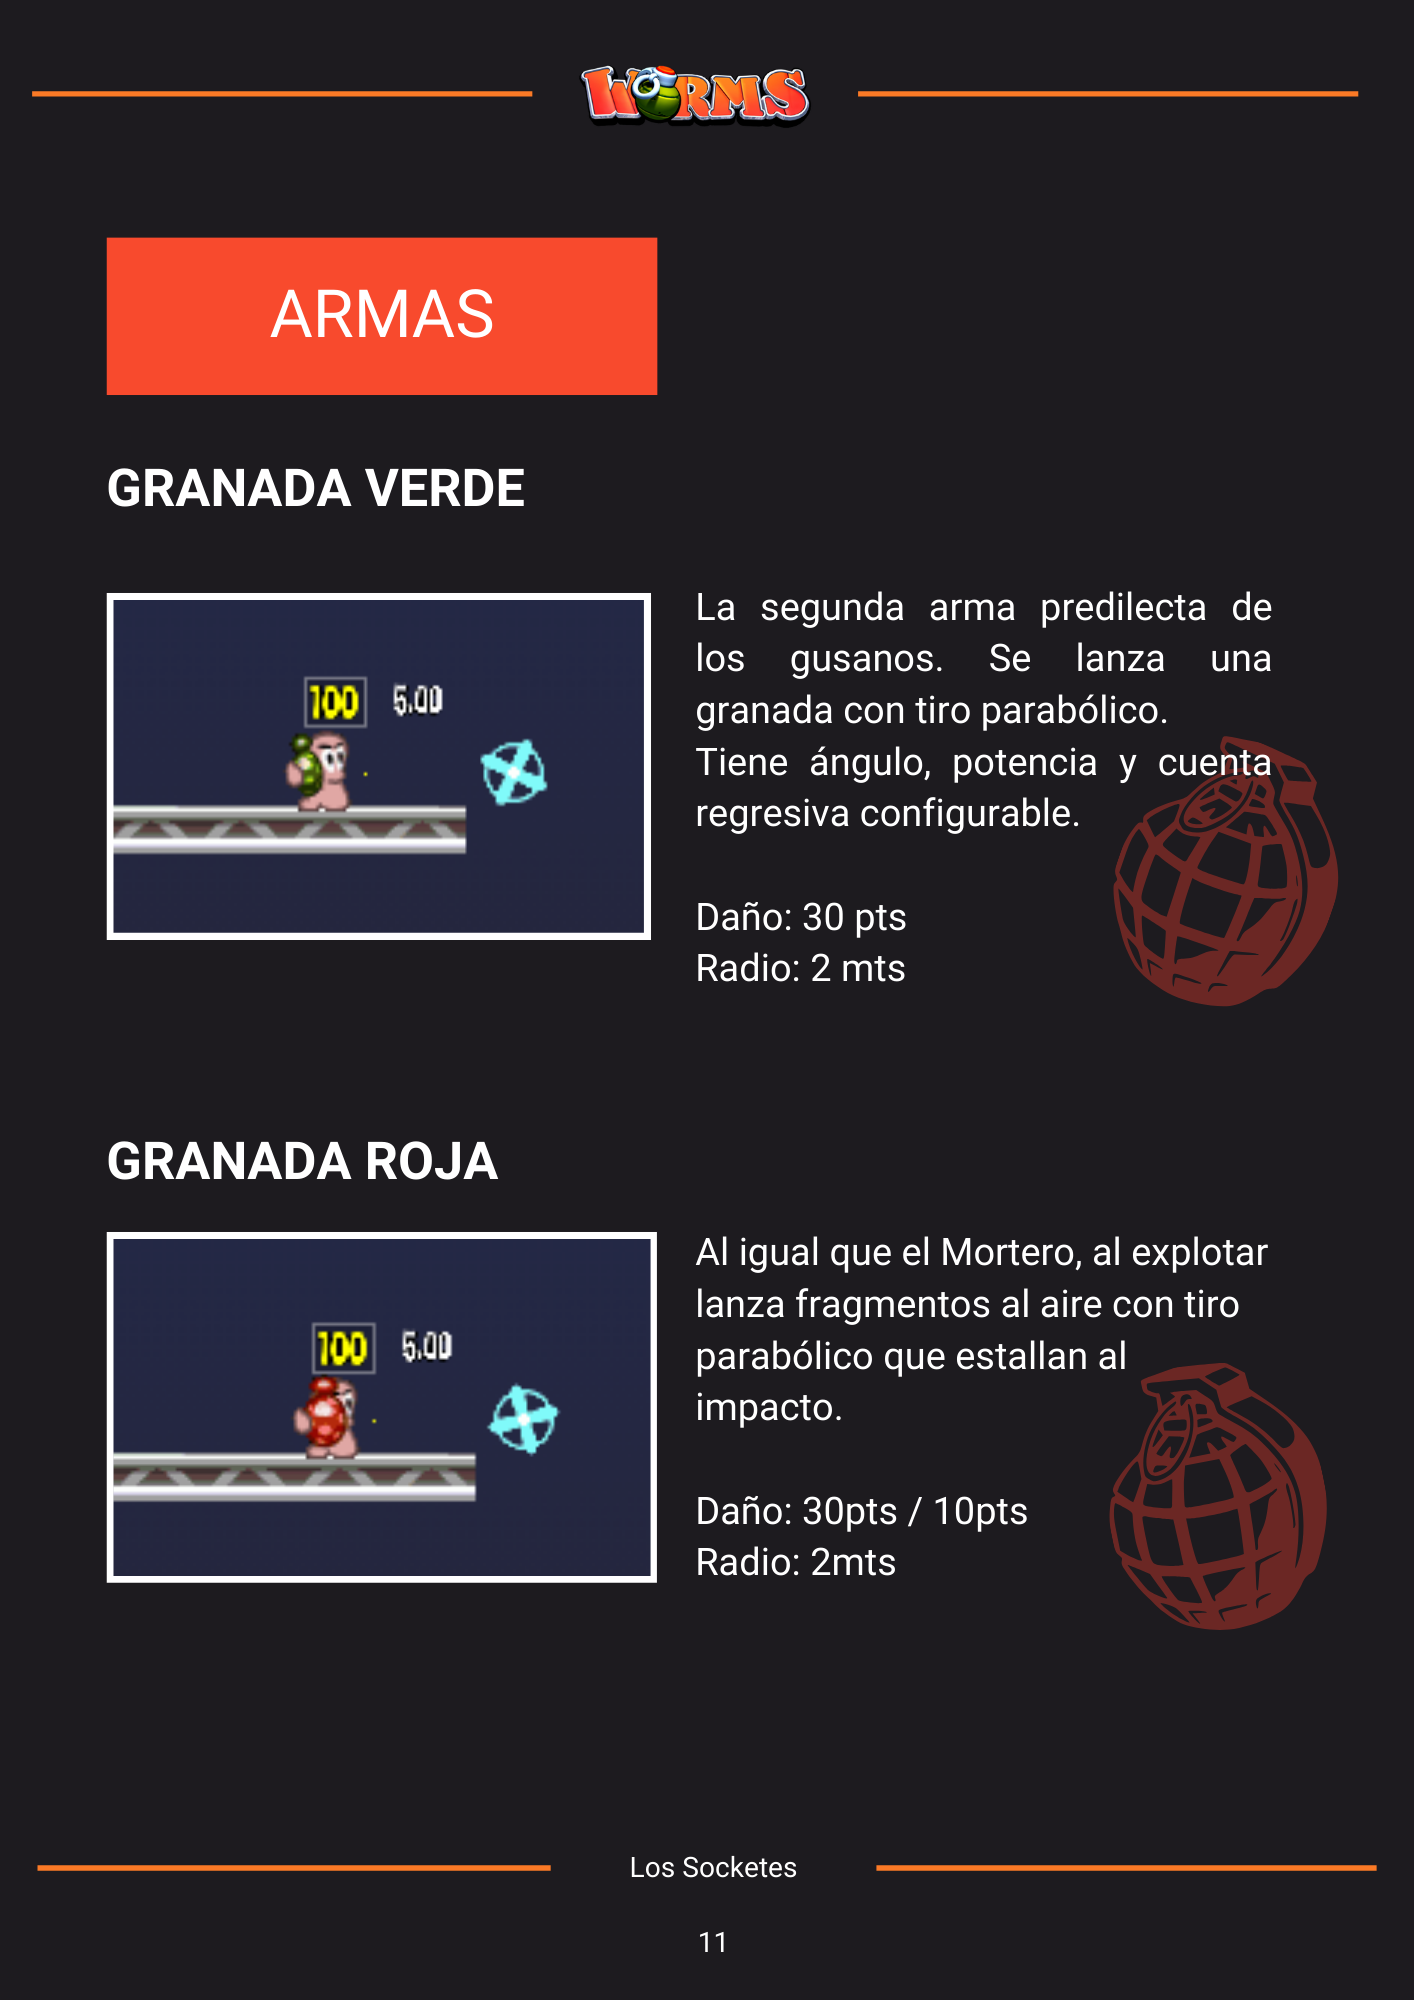 WORMS
ARMAS
GRANADA VERDE
100 5.00
La segunda arma predilecta de
los gusanos. Se lanza una
granada con tiro parabólico.
Tiene ángulo, potencia y cuenta
regresiva configurable.
Daño: 30 pts
Radio: 2 mts
GRANADA ROJA
100 5.00
Al igual que el Mortero, al explotar
lanza fragmentos al aire con tiro
parabólico que estallan al
impacto.
Daño: 30pts / 10pts
Radio: 2mts
Los Socketes
11